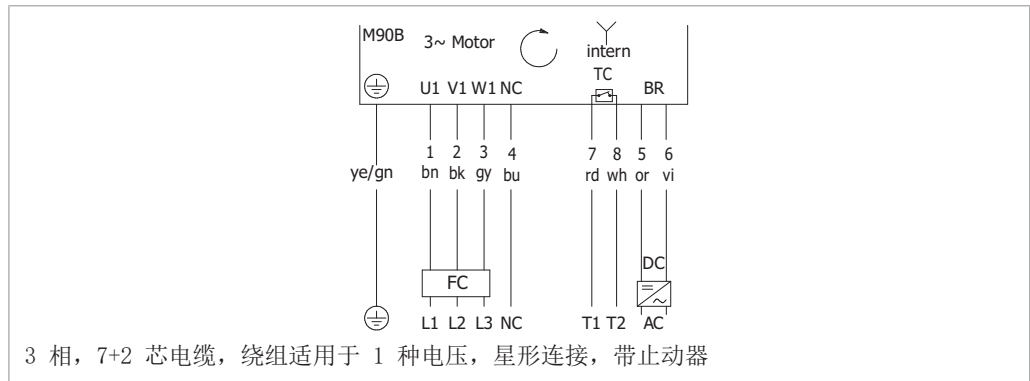 M90B 3~ Motor
intern
TC
U1 V1 W1 NC BR
1 2 3 4 7 8 5 6
ye/gn bn bk gy bu rd wh or vi
DC
FC
L1 L2 L3 NC T1 T2 AC
3 相，7+2 芯电缆，绕组适用于 1 种电压，星形连接，带止动器